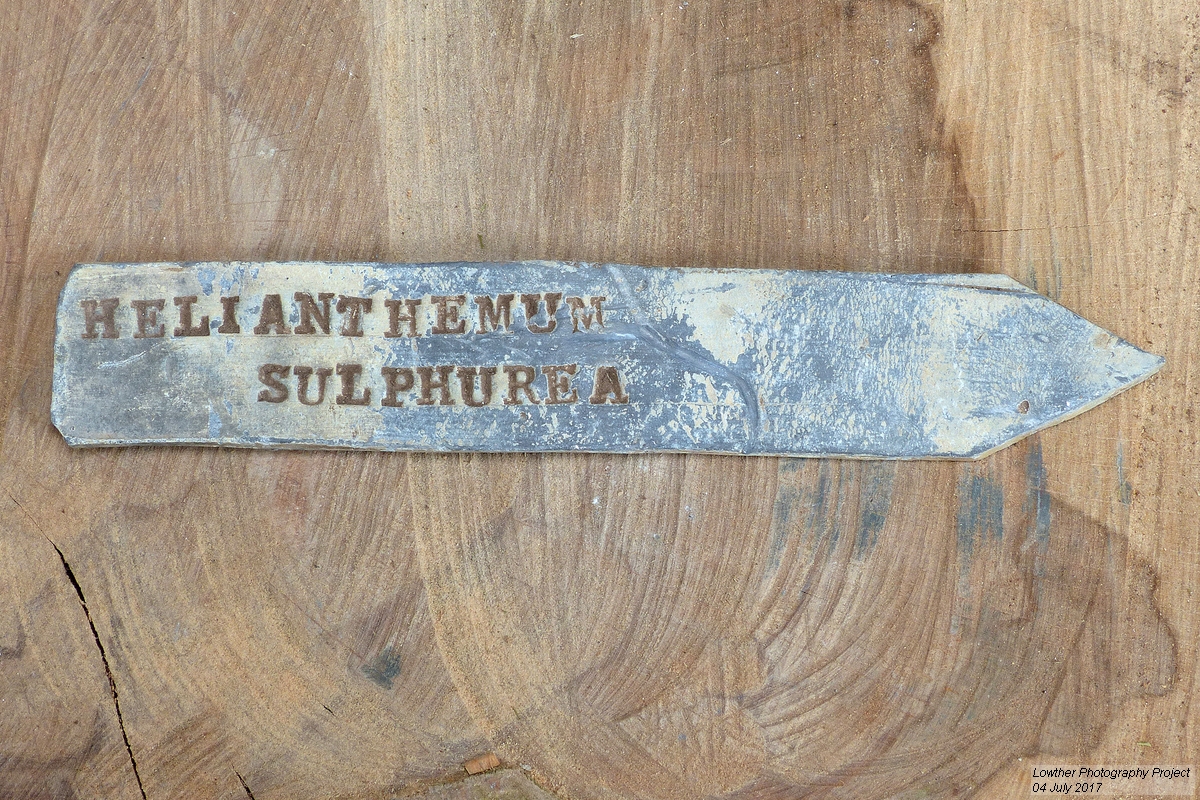 HELIANTHEMUM
SULPHUREA
Lowther Photography Project
04 July 2017